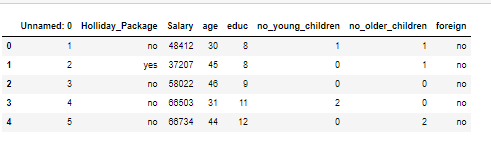 Unnamed: 0 Holliday_Package Salary age educ no_young_children no_older_children foreign
0 1 no 48412 30 8 1 1 no
1 2 yes 37207 45 8 0 1 no
2 3 no 58022 46 9 0 0 no
3 4 no 66503 31 11 2 0 no
4 5 no 66734 44 12 0 2 no